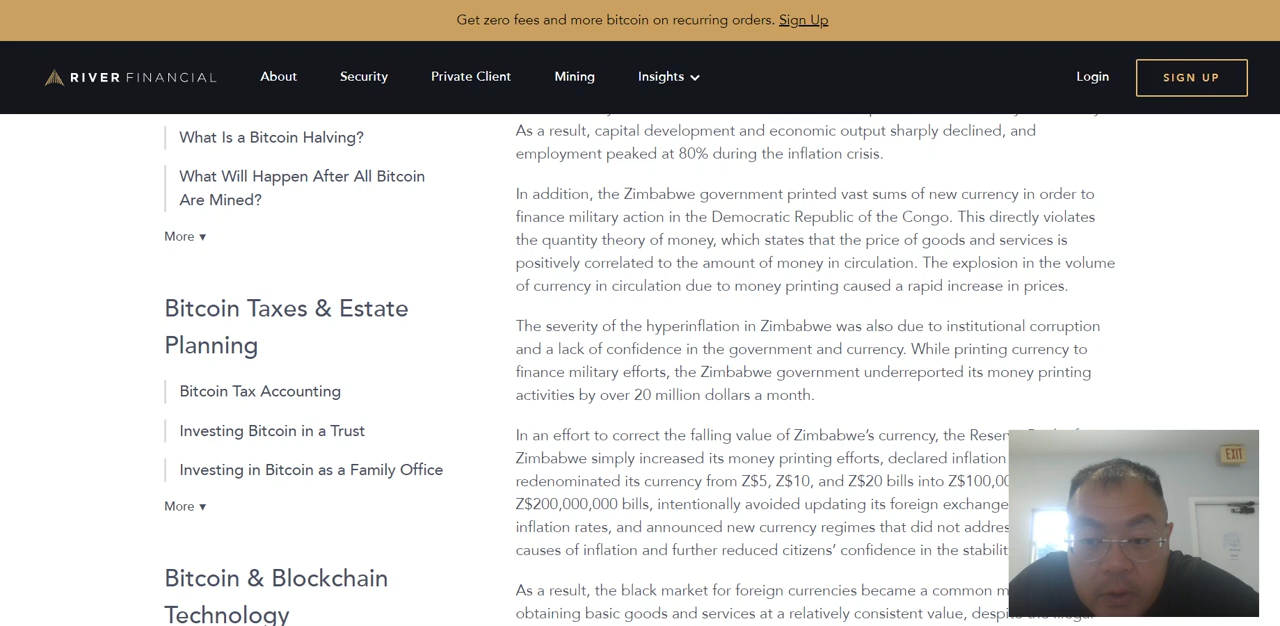 Get zero fees and more bitcoin on recurring orders. Sign Up
RIVER FINANCIAL
About
Security
Private Client
Mining
Insights
Login
SIGN UP
What Is a Bitcoin Halving?
What Will Happen After All Bitcoin
Are Mined?
More ▼
Bitcoin Taxes & Estate
Planning
Bitcoin Tax Accounting
Investing Bitcoin in a Trust
Investing in Bitcoin as a Family Office
More ▼
Bitcoin & Blockchain
Technology
As a result, capital development and economic output sharply declined, and
employment peaked at 80% during the inflation crisis.
In addition, the Zimbabwe government printed vast sums of new currency in order to
finance military action in the Democratic Republic of the Congo. This directly violates
the quantity theory of money, which states that the price of goods and services is
positively correlated to the amount of money in circulation. The explosion in the volume
of currency in circulation due to money printing caused a rapid increase in prices.
The severity of the hyperinflation in Zimbabwe was also due to institutional corruption
and a lack of confidence in the government and currency. While printing currency to
finance military efforts, the Zimbabwe government underreported its money printing
activities by over 20 million dollars a month.
In an effort to correct the falling value of Zimbabwe's currency, the
Zimbabwe simply increased its money printing efforts, declared inflation
redenominated its currency from Z$5, Z$10, and Z$20 bills into
Z$200,000,000 bills, intentionally avoided updating its foreign exchange
inflation rates, and announced new currency regimes that did not
causes of inflation and further reduced citizens' confidence in the
As a result, the black market for foreign currencies became a common
obtaining basic goods and services at a relatively consistent value,
EXIT